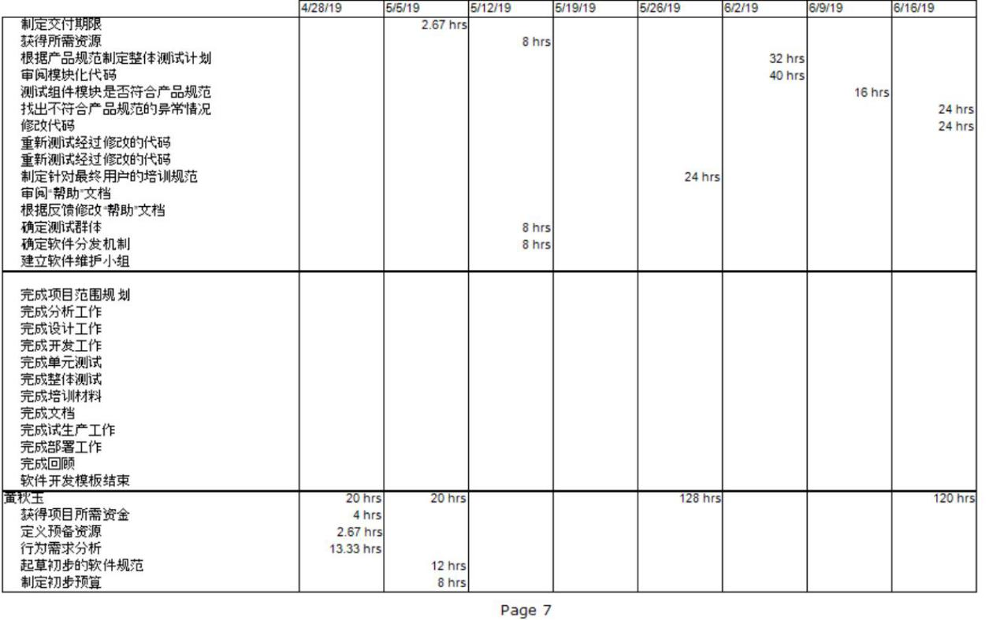 4/28/19 5/5/19 5/12/19 5/19/19 5/26/19 6/2/19 6/9/19 6/16/19
制定交付期限 2.67 hrs
获得所需资源 8 hrs
根据产品规范制定整体测试计划 32 hrs
审阅模块化代码 40 hrs
测试组件模块是否符合产品规范 16 hrs
找出不符合产品规范的异常情况 24 hrs
修改代码 24 hrs
重新测试经过修改的代码
重新测试经过修改的代码
制定针对最终用户的培训规范 24 hrs
审阅“帮助”文档
根据反馈修改“帮助”文档
确定测试群体 8 hrs
确定软件分发机制 8 hrs
建立软件维护小组
完成项目范围规划
完成分析工作
完成设计工作
完成开发工作
完成单元测试
完成整体测试
完成培训材料
完成文档
完成试生产工作
完成部署工作
完成回顾
软件开发模板结束
黄秋玉 20 hrs 20 hrs 128 hrs 120 hrs
获得项目所需资金 4 hrs
定义预备资源 2.67 hrs
行为需求分析 13.33 hrs
起草初步的软件规范 12 hrs
制定初步预算 8 hrs
Page 7